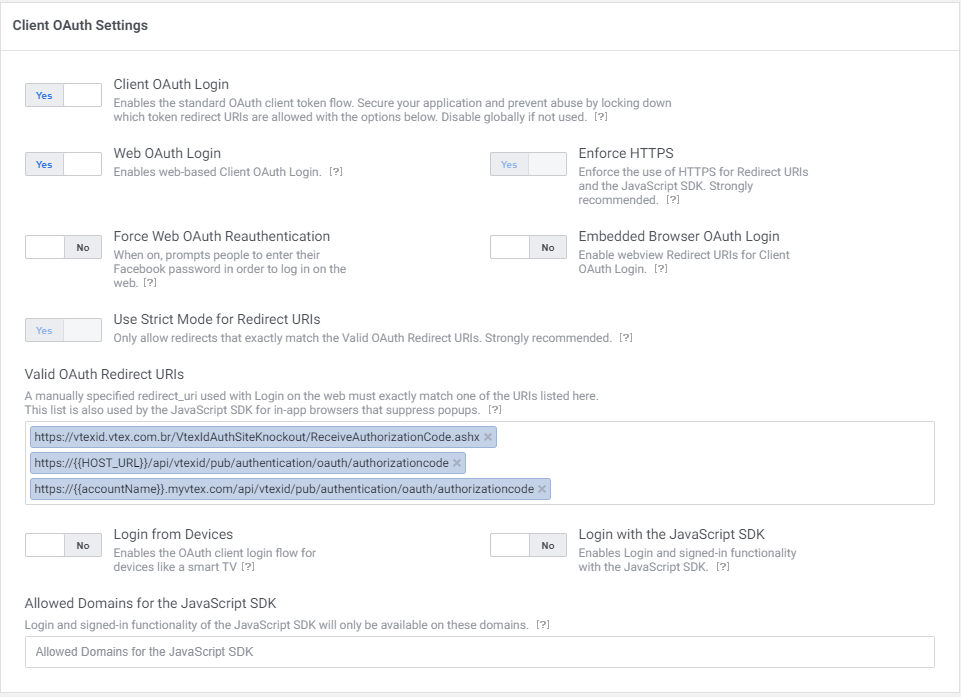 Client OAuth Settings
Yes
Client OAuth Login
Enables the standard OAuth client token flow. Secure your application and prevent abuse by locking down
which token redirect URIs are allowed with the options below. Disable globally if not used. [?]
Yes
Web OAuth Login
Enables web-based Client OAuth Login. [?]
Yes
Enforce HTTPS
Enforce the use of HTTPS for Redirect URIs
and the JavaScript SDK. Strongly
recommended. [?]
No
Force Web OAuth Reauthentication
When on, prompts people to enter their
Facebook password in order to log in on the
web. [?]
No
Embedded Browser OAuth Login
Enable webview Redirect URIs for Client
OAuth Login. [?]
Yes
Use Strict Mode for Redirect URIs
Only allow redirects that exactly match the Valid OAuth Redirect URIs. Strongly recommended. [?]
Valid OAuth Redirect URIs
A manually specified redirect_uri used with Login on the web must exactly match one of the URIs listed here.
This list is also used by the JavaScript SDK for in-app browsers that suppress popups. [?]
https://vtexid.vtex.com.br/VtexIdAuthSiteKnockout/ReceiveAuthorizationCode.ashx ×
https://{{HOST_URL}}/api/vtexid/pub/authentication/oauth/authorizationcode ×
https://{{accountName}}.myvtex.com/api/vtexid/pub/authentication/oauth/authorizationcode ×
No
Login from Devices
Enables the OAuth client login flow for
devices like a smart TV [?]
No
Login with the JavaScript SDK
Enables Login and signed-in functionality
with the JavaScript SDK. [?]
Allowed Domains for the JavaScript SDK
Login and signed-in functionality of the JavaScript SDK will only be available on these domains. [?]
Allowed Domains for the JavaScript SDK